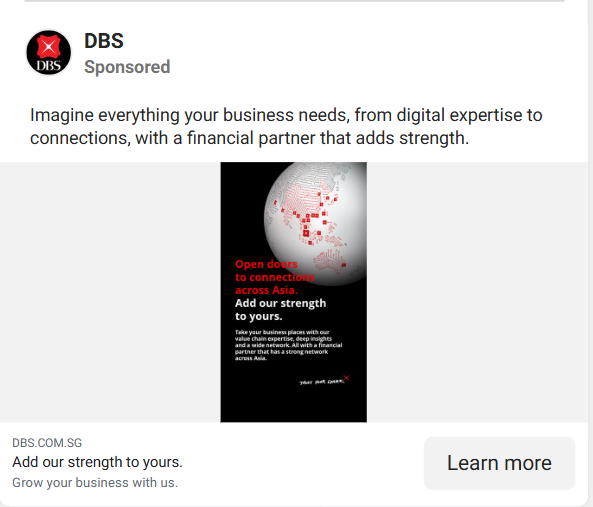 DBS
DBS
Sponsored
Imagine everything your business needs, from digital expertise to
connections, with a financial partner that adds strength.
Open doors
to connections
across Asia.
Add our strength
to yours.
Take your business places with our
value chain expertise, deep insights
and a wide network. All with a financial
partner that has a strong network
across Asia.
DBS.COM.SG
Add our strength to yours.
Grow your business with us.
Learn more